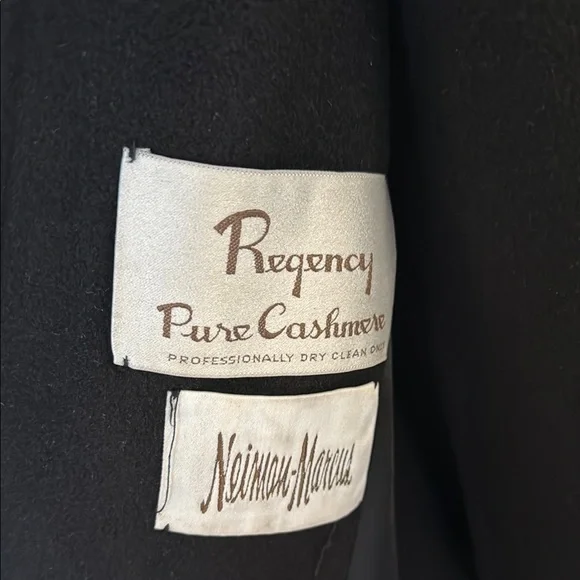 Regency
Pure Cashmere
PROFESSIONALLY DRY CLEAN ONLY
Neiman-Marcus